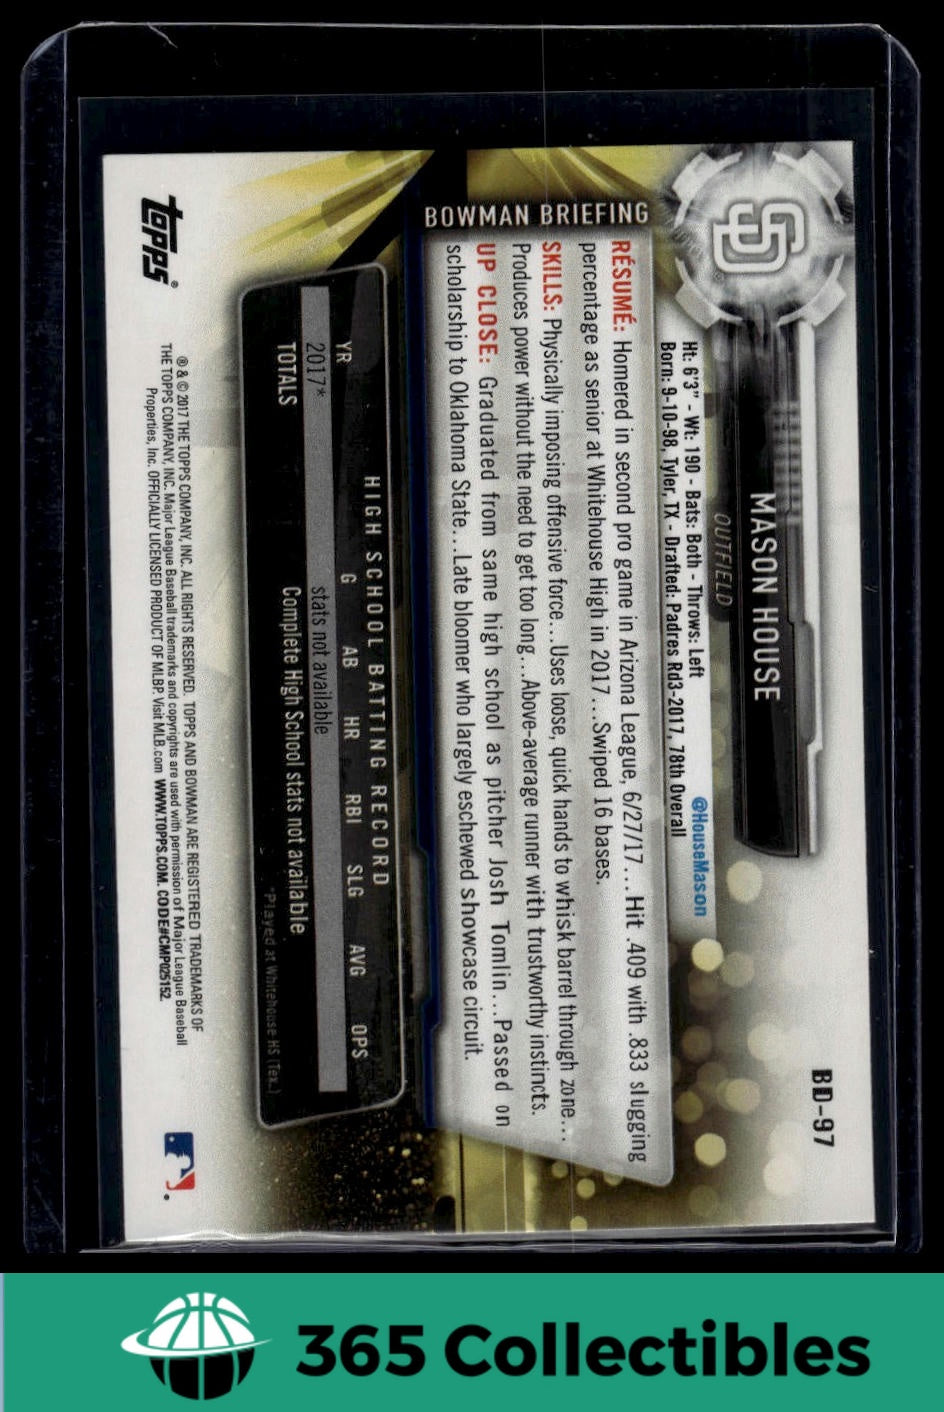 BD-97
SD
MASON HOUSE
OUTFIELD
@HouseMason
Ht: 6'3" - Wt: 190 - Bats: Both - Throws: Left
Born: 9-10-98, Tyler, TX - Drafted: Padres Rd3-2017, 78th Overall
BOWMAN BRIEFING
RÉSUMÉ: Homered in second pro game in Arizona League, 6/27/17... Hit .409 with .833 slugging
percentage as senior at Whitehouse High in 2017...Swiped 16 bases.
SKILLS: Physically imposing offensive force...Uses loose, quick hands to whisk barrel through zone...
Produces power without the need to get too long...Above-average runner with trustworthy instincts.
UP CLOSE: Graduated from same high school as pitcher Josh Tomlin...Passed on
scholarship to Oklahoma State...Late bloomer who largely eschewed showcase circuit.
HIGH SCHOOL BATTING RECORD
YR G AB HR RBI SLG AVG OPS
2017* stats not available
TOTALS Complete High School stats not available
*Played at Whitehouse HS (Tex.)
topps®
® & © 2017 THE TOPPS COMPANY, INC. ALL RIGHTS RESERVED. TOPPS AND BOWMAN ARE REGISTERED TRADEMARKS OF
THE TOPPS COMPANY, INC. Major League Baseball trademarks and copyrights are used with permission of Major League Baseball
Properties, Inc. OFFICIALLY LICENSED PRODUCT OF MLBP. Visit MLB.com WWW.TOPPS.COM. CODE#CMP025152
365 Collectibles